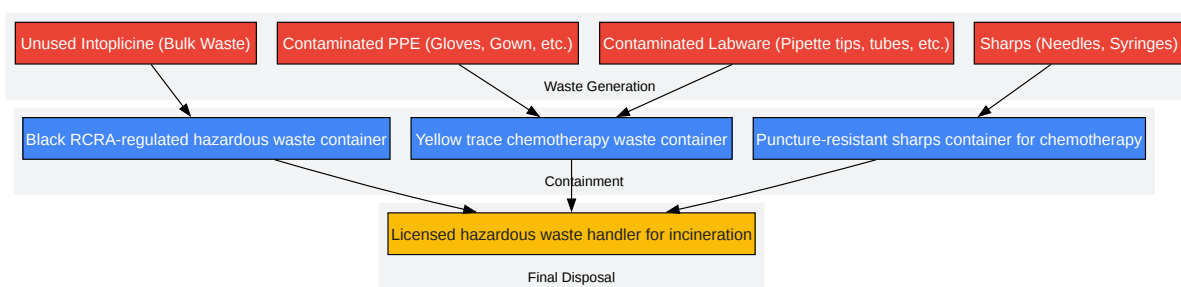 Unused Intoplicine (Bulk Waste)
Contaminated PPE (Gloves, Gown, etc.)
Contaminated Labware (Pipette tips, tubes, etc.)
Sharps (Needles, Syringes)
Waste Generation
Black RCRA-regulated hazardous waste container
Yellow trace chemotherapy waste container
Puncture-resistant sharps container for chemotherapy
Containment
Licensed hazardous waste handler for incineration
Final Disposal